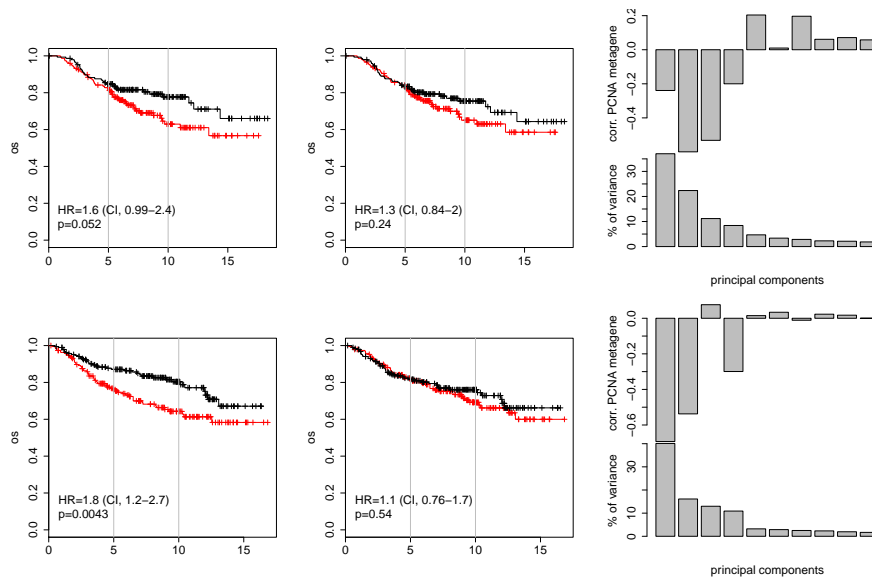 1.0
0.8
0.6
0.4
0.2
0.0
os
HR=1.6 (CI, 0.99−2.4)
p=0.052
0 5 10 15
1.0
0.8
0.6
0.4
0.2
0.0
os
HR=1.3 (CI, 0.84−2)
p=0.24
0 5 10 15
corr. PCNA metagene
0.2
0.0
−0.2
−0.4
% of variance
30
20
10
0
principal components
1.0
0.8
0.6
0.4
0.2
0.0
os
HR=1.8 (CI, 1.2−2.7)
p=0.0043
0 5 10 15
1.0
0.8
0.6
0.4
0.2
0.0
os
HR=1.1 (CI, 0.76−1.7)
p=0.54
0 5 10 15
corr. PCNA metagene
0.0
−0.2
−0.4
−0.6
% of variance
30
10
0
principal components